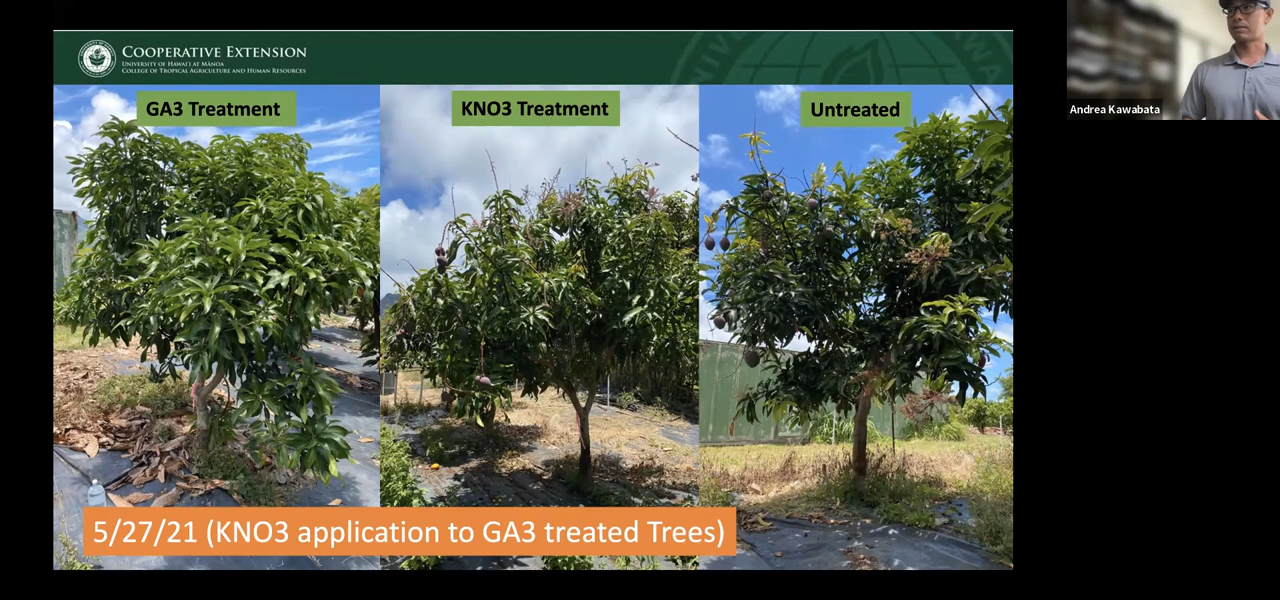 COOPERATIVE EXTENSION
UNIVERSITY OF HAWAI'I AT MĀNOA
COLLEGE OF TROPICAL AGRICULTURE AND HUMAN RESOURCES
GA3 Treatment
KNO3 Treatment
Untreated
5/27/21 (KNO3 application to GA3 treated Trees)
Andrea Kawabata